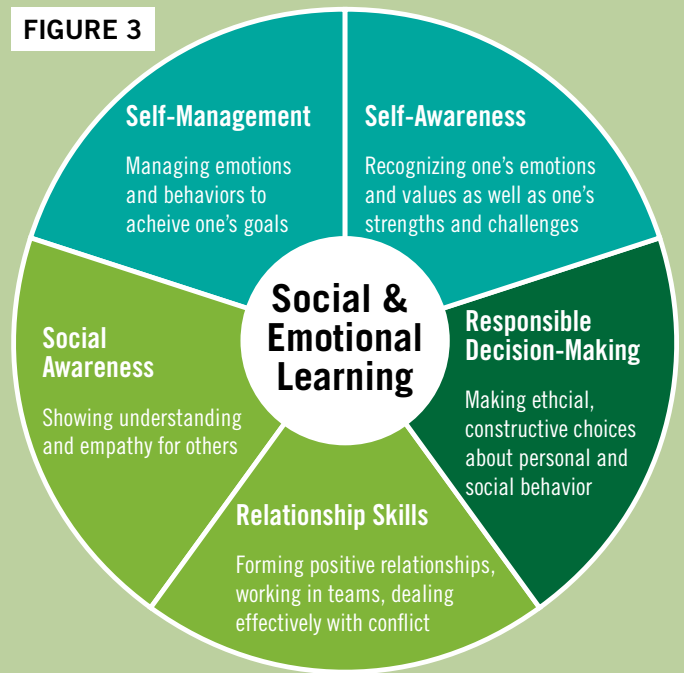 FIGURE 3
Self-Management
Managing emotions
and behaviors to
acheive one's goals
Self-Awareness
Recognizing one's emotions
and values as well as one's
strengths and challenges
Social &
Emotional
Learning
Social
Awareness
Showing understanding
and empathy for others
Responsible
Decision-Making
Making ethcial,
constructive choices
about personal and
social behavior
Relationship Skills
Forming positive relationships,
working in teams, dealing
effectively with conflict